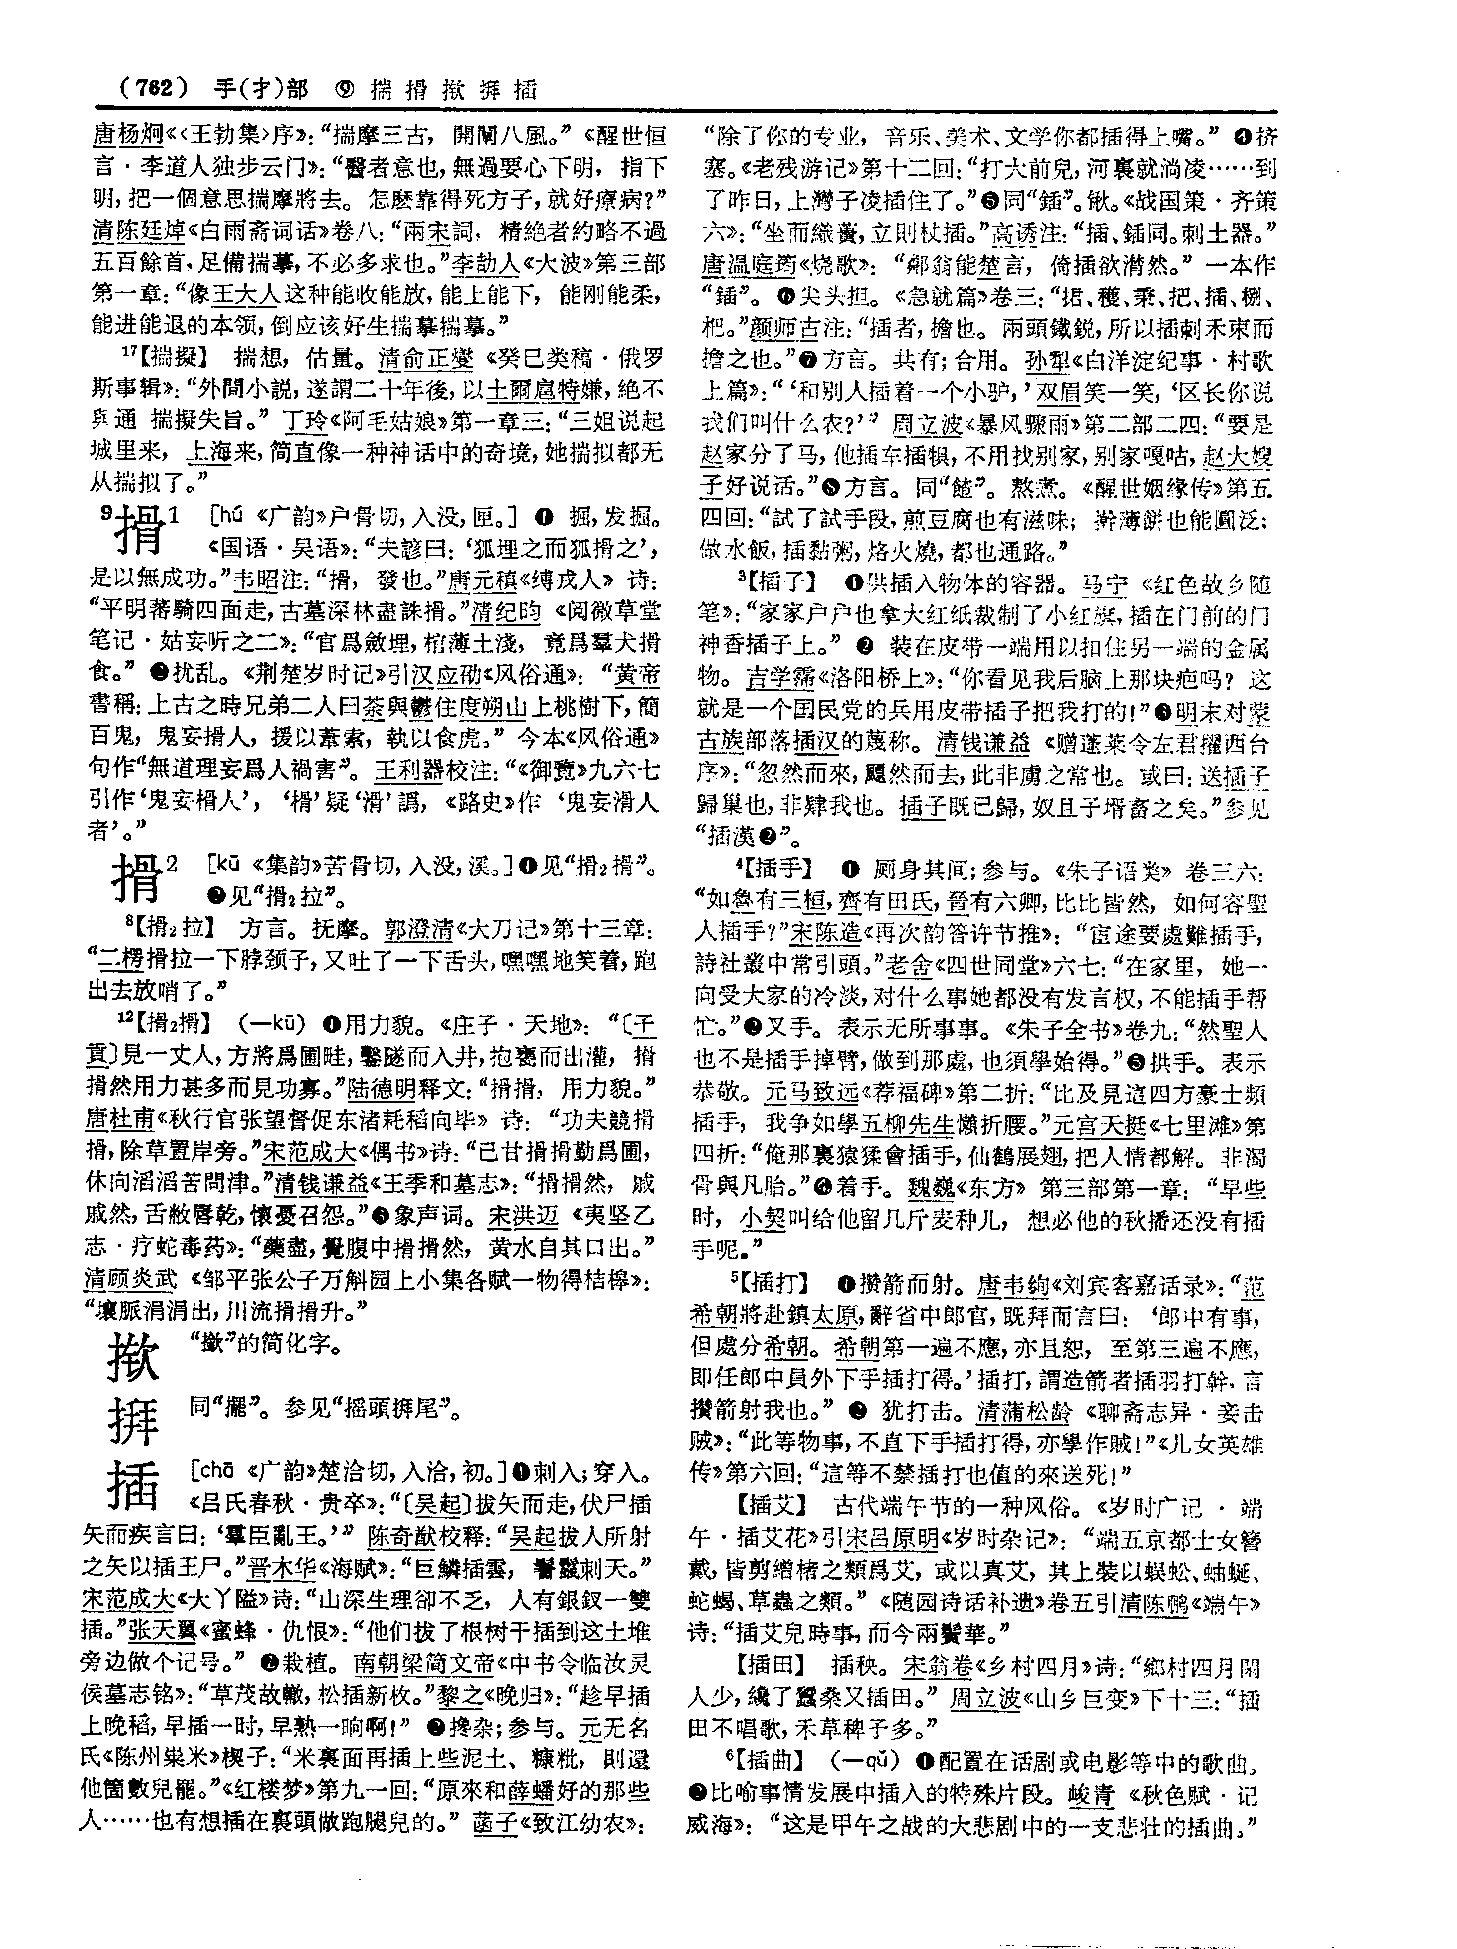 (762) 手(扌)部 ⑨ 揣 搰 揿 搱 插
唐杨炯《〈王勃集〉序》：“揣摩三古，開闡八風。”《醒世恒
言·李道人独步云门》：“醫者意也，無過要心下明，指下
明，把一個意思揣摩將去。怎麽靠得死方子，就好療病？”
清陈廷焯《白雨斋词话》卷八：“兩宋詞，精絶者約略不過
五百餘首，足備揣摹，不必多求也。”李劼人《大波》第三部
第一章：“像王大人这种能收能放，能上能下，能刚能柔，
能进能退的本领，倒应该好生揣摹揣摹。”
17【揣擬】 揣想，估量。清俞正燮《癸巳类稿·俄罗
斯事辑》：“外間小説，遂謂二十年後，以土爾扈特嫌，絶不
與通，揣擬失旨。”丁玲《阿毛姑娘》第一章三：“三姐说起
城里来，上海来，简直像一种神话中的奇境，她揣拟都无
从揣拟了。”
9搰1 [hú 《广韵》户骨切，入没，匣。] ❶ 掘，发掘。
《国语·吴语》：“夫諺曰：‘狐埋之而狐搰之’，
是以無成功。”韦昭注：“搰，發也。”唐元稹《缚戎人》诗：
“平明蕃騎四面走，古墓深林盡誅搰。”清纪昀《阅微草堂
笔记·姑妄听之二》：“官爲斂埋，棺薄土淺，竟爲羣犬搰
食。”❷扰乱。《荆楚岁时记》引汉应劭《风俗通》：“黄帝
書稱：上古之時兄弟二人曰荼與鬱住度朔山上桃樹下，簡
百鬼，鬼妄搰人，援以葦索，執以食虎。”今本《风俗通》
句作“無道理妄爲人禍害”。王利器校注：“《御覽》九六七
引作‘鬼妄榾人’，‘榾’疑‘滑’譌，《路史》作‘鬼妄滑人
者’。”
搰2 [kū 《集韵》苦骨切，入没，溪。]❶见“搰2搰”。
❷见“搰2拉”。
8【搰2拉】 方言。抚摩。郭澄清《大刀记》第十三章：
“二楞搰拉一下脖颈子，又吐了一下舌头，嘿嘿地笑着，跑
出去放哨了。”
12【搰2搰】 （—kū）❶用力貌。《庄子·天地》：“〔子
貢〕見一丈人，方將爲圃畦，鑿隧而入井，抱甕而出灌，搰
搰然用力甚多而見功寡。”陆德明释文：“搰搰，用力貌。”
唐杜甫《秋行官张望督促东渚耗稻向毕》诗：“功夫競搰
搰，除草置岸旁。”宋范成大《偶书》诗：“已甘搰搰勤爲圃，
休向滔滔苦問津。”清钱谦益《王季和墓志》：“搰搰然，戚
戚然，舌敝唇乾，懷憂召怨。”❷象声词。宋洪迈《夷坚乙
志·疗蛇毒药》：“藥盡，覺腹中搰搰然，黄水自其口出。”
清顾炎武《邹平张公子万斛园上小集各赋一物得桔槔》：
“壤脈涓涓出，川流搰搰升。”
揿 “撳”的简化字。
搱 同“擺”。参见“摇頭搱尾”。
插 [chā 《广韵》楚洽切，入洽，初。]❶刺入；穿入。
《吕氏春秋·贵卒》：“〔吴起〕拔矢而走，伏尸插
矢而疾言曰：‘羣臣亂王。’”陈奇猷校释：“吴起拔人所射
之矢以插王尸。”晋木华《海赋》：“巨鱗插雲，鬐鬣刺天。”
宋范成大《大丫隘》诗：“山深生理卻不乏，人有銀釵一雙
插。”张天翼《蜜蜂·仇恨》：“他们拔了根树干插到这土堆
旁边做个记号。”❷栽植。南朝梁简文帝《中书令临汝灵
侯墓志铭》：“草茂故轍，松插新枚。”黎之《晚归》：“趁早插
上晚稻，早插一时，早熟一晌啊！”❸搀杂；参与。元无名
氏《陈州粜米》楔子：“米裏面再插上些泥土、糠粃，則還
他箇數兒罷。”《红楼梦》第九一回：“原來和薛蟠好的那些
人……也有想插在裏頭做跑腿兒的。”菡子《致江幼农》：
“除了你的专业，音乐、美术、文学你都插得上嘴。”❹挤
塞。《老残游记》第十二回：“打大前兒，河裏就淌凌……到
了昨日，上灣子凌插住了。”❺同“鍤”。锹。《战国策·齐策
六》：“坐而織蕢，立則杖插。”高诱注：“插、鍤同。刺土器。”
唐温庭筠《烧歌》：“鄰翁能楚言，倚插欲潸然。”一本作
“鍤”。❻尖头担。《急就篇》卷三：“捃、穫、秉、把、插、捌、
杷。”颜师古注：“插者，擔也。兩頭鐵鋭，所以插刺禾束而
擔之也。”❼方言。共有；合用。孙犁《白洋淀纪事·村歌
上篇》：“‘和别人插着一个小驴，’双眉笑一笑，‘区长你说
我们叫什么农？’”周立波《暴风骤雨》第二部二四：“要是
赵家分了马，他插车插犋，不用找别家，别家嘎咕，赵大嫂
子好说话。”❽方言。同“馇”。熬煮。《醒世姻缘传》第五
四回：“試了試手段，煎豆腐也有滋味；擀薄餅也能圓泛；
做水飯，插黏粥，烙火燒，都也通路。”
3【插了】 ❶供插入物体的容器。马宁《红色故乡随
笔》：“家家户户也拿大红纸裁制了小红旗，插在门前的门
神香插子上。”❷ 装在皮带一端用以扣住另一端的金属
物。吉学霈《洛阳桥上》：“你看见我后脑上那块疤吗？这
就是一个国民党的兵用皮带插子把我打的！”❸明末对蒙
古族部落插汉的蔑称。清钱谦益《赠蓬莱令左君擢西台
序》：“忽然而來，颺然而去，此非虜之常也。或曰：送插子
歸巢也，非肄我也。插子既已歸，奴且子壻畜之矣。”参见
“插漢❷”。
4【插手】 ❶ 厕身其间；参与。《朱子语类》卷三六：
“如魯有三桓，齊有田氏，晉有六卿，比比皆然，如何容聖
人插手？”宋陈造《再次韵答许节推》：“宦途要處難插手，
詩社叢中常引頭。”老舍《四世同堂》六七：“在家里，她一
向受大家的冷淡，对什么事她都没有发言权，不能插手帮
忙。”❷叉手。表示无所事事。《朱子全书》卷九：“然聖人
也不是插手掉臂，做到那處，也須學始得。”❸拱手。表示
恭敬。元马致远《荐福碑》第二折：“比及見這四方豪士頻
插手，我争如學五柳先生懶折腰。”元宫天挺《七里滩》第
四折：“俺那裏猿猱會插手，仙鶴展翅，把人情都解。非濁
骨與凡胎。”❹着手。魏巍《东方》第三部第一章：“早些
时，小契叫给他留几斤麦种儿，想必他的秋播还没有插
手呢。”
5【插打】 ❶攒箭而射。唐韦绚《刘宾客嘉话录》：“范
希朝將赴鎮太原，辭省中郎官，既拜而言曰：‘郎中有事，
但處分希朝。希朝第一遍不應，亦且恕，至第三遍不應，
即任郎中員外下手插打得。’插打，謂造箭者插羽打幹，言
攢箭射我也。”❷ 犹打击。清蒲松龄《聊斋志异·妾击
贼》：“此等物事，不直下手插打得，亦學作賊！”《儿女英雄
传》第六回：“這等不禁插打也值的來送死！”
【插艾】 古代端午节的一种风俗。《岁时广记·端
午·插艾花》引宋吕原明《岁时杂记》：“端五京都士女簪
戴，皆剪繒楮之類爲艾，或以真艾，其上裝以蜈蚣、蚰蜒、
蛇蝎、草蟲之類。”《随园诗话补遗》卷五引清陈鹏《端午》
诗：“插艾兒時事，而今兩鬢華。”
【插田】 插秧。宋翁卷《乡村四月》诗：“鄉村四月閒
人少，纔了蠶桑又插田。”周立波《山乡巨变》下十三：“插
田不唱歌，禾草稗子多。”
6【插曲】 （—qǔ）❶配置在话剧或电影等中的歌曲。
❷比喻事情发展中插入的特殊片段。峻青《秋色赋·记
威海》：“这是甲午之战的大悲剧中的一支悲壮的插曲。”